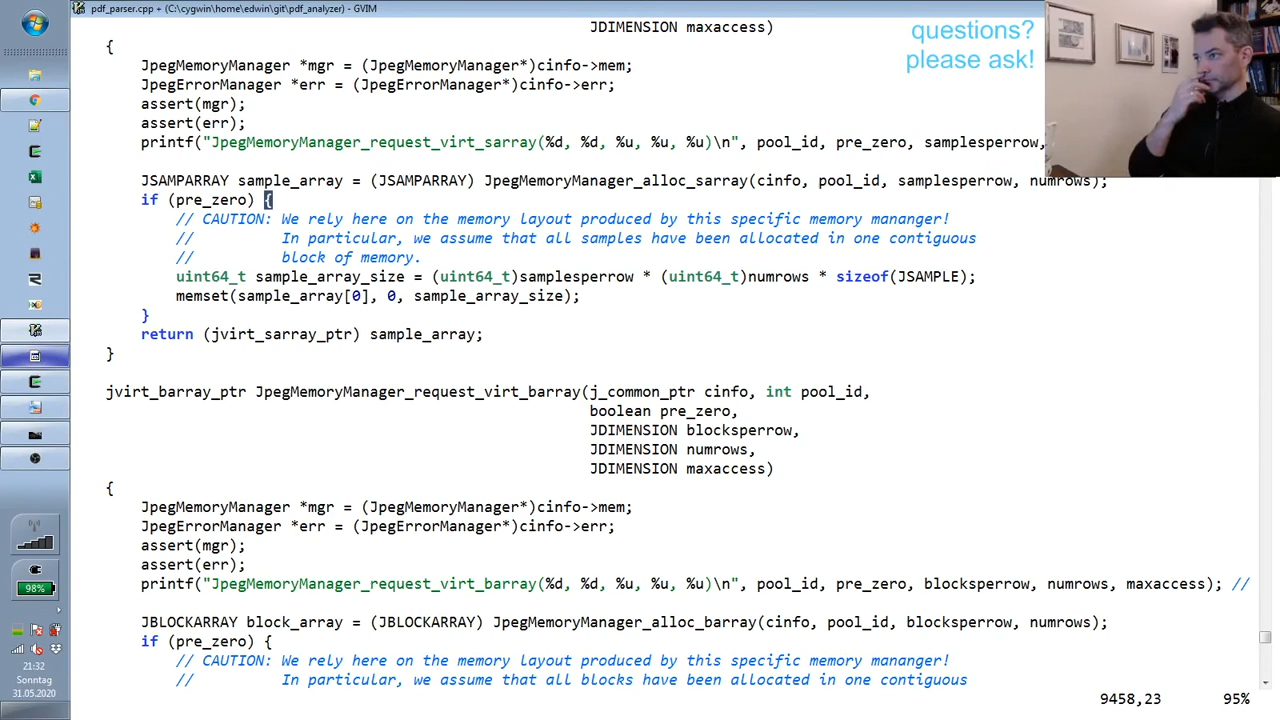 pdf_parser.cpp + (C:\cygwin\home\edwin\git\pdf_analyzer) - GVIM
JDIMENSION maxaccess)
questions?
please ask!
{
JpegMemoryManager *mgr = (JpegMemoryManager*)cinfo->mem;
JpegErrorManager *err = (JpegErrorManager*)cinfo->err;
assert(mgr);
assert(err);
printf("JpegMemoryManager_request_virt_sarray(%d, %d, %u, %u, %u)\n", pool_id, pre_zero, samplesperrow,
JSAMPARRAY sample_array = (JSAMPARRAY) JpegMemoryManager_alloc_sarray(cinfo, pool_id, samplesperrow, numrows);
if (pre_zero) {
// CAUTION: We rely here on the memory layout produced by this specific memory mananger!
// In particular, we assume that all samples have been allocated in one contiguous
// block of memory.
uint64_t sample_array_size = (uint64_t)samplesperrow * (uint64_t)numrows * sizeof(JSAMPLE);
memset(sample_array[0], 0, sample_array_size);
}
return (jvirt_sarray_ptr) sample_array;
}
jvirt_barray_ptr JpegMemoryManager_request_virt_barray(j_common_ptr cinfo, int pool_id,
boolean pre_zero,
JDIMENSION blocksperrow,
JDIMENSION numrows,
JDIMENSION maxaccess)
{
JpegMemoryManager *mgr = (JpegMemoryManager*)cinfo->mem;
JpegErrorManager *err = (JpegErrorManager*)cinfo->err;
assert(mgr);
assert(err);
printf("JpegMemoryManager_request_virt_barray(%d, %d, %u, %u, %u)\n", pool_id, pre_zero, blocksperrow, numrows, maxaccess); //
JBLOCKARRAY block_array = (JBLOCKARRAY) JpegMemoryManager_alloc_barray(cinfo, pool_id, blocksperrow, numrows);
if (pre_zero) {
// CAUTION: We rely here on the memory layout produced by this specific memory mananger!
// In particular, we assume that all blocks have been allocated in one contiguous
9458,23 95%
98%
21:32
Sonntag
31.05.2020